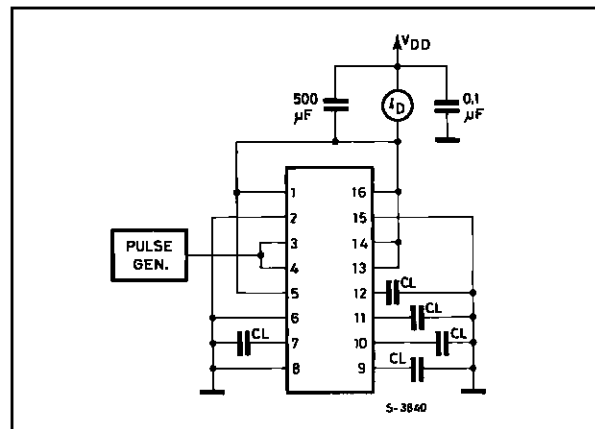 VDD
500
µF
ID
0.1
µF
1 16
2 15
PULSE
GEN.
3 14
4 13
5 12 CL
6 11 CL
CL 7 10 CL
8 9 CL
S-3840